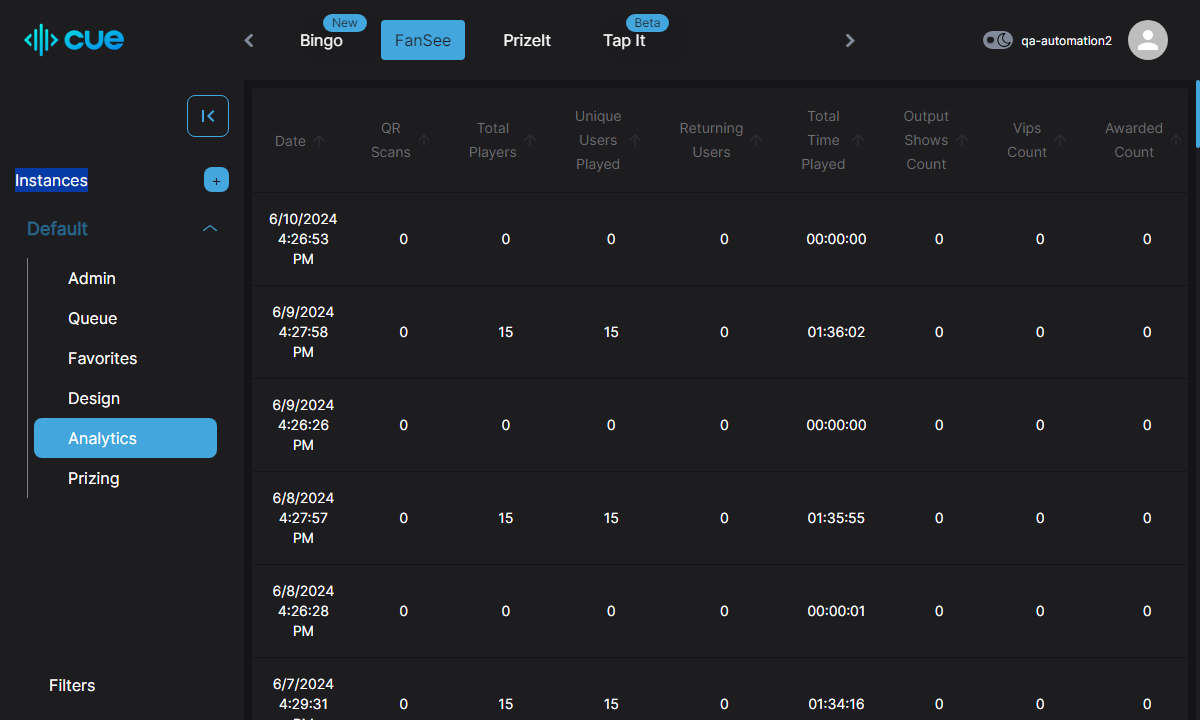 cue
New
Bingo
FanSee
PrizeIt
Beta
Tap It
qa-automation2
Instances
+
Default
Admin
Queue
Favorites
Design
Analytics
Prizing
Filters
Date
QR
Scans
Total
Players
Unique
Users
Played
Returning
Users
Total
Time
Played
Output
Shows
Count
Vips
Count
Awarded
Count
6/10/2024
4:26:53
PM
0
0
0
0
00:00:00
0
0
0
6/9/2024
4:27:58
PM
0
15
15
0
01:36:02
0
0
0
6/9/2024
4:26:26
PM
0
0
0
0
00:00:00
0
0
0
6/8/2024
4:27:57
PM
0
15
15
0
01:35:55
0
0
0
6/8/2024
4:26:28
PM
0
0
0
0
00:00:01
0
0
0
6/7/2024
4:29:31
PM
0
15
15
0
01:34:16
0
0
0